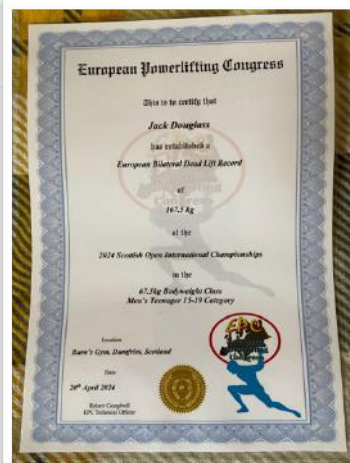 European Powerlifting Congress
This is to certify that
Jack Douglass
has established a
European Bilateral Dead Lift Record
of
167.5 kg
at the
2024 Scottish Open International Championships
in the
67.5kg Bodyweight Class
Men's Teenager 15-19 Category
Location
Barn's Gym, Dumfries, Scotland
Date
20th April 2024
Robert Campbell
EPC Technical Officer
EPC
Congress